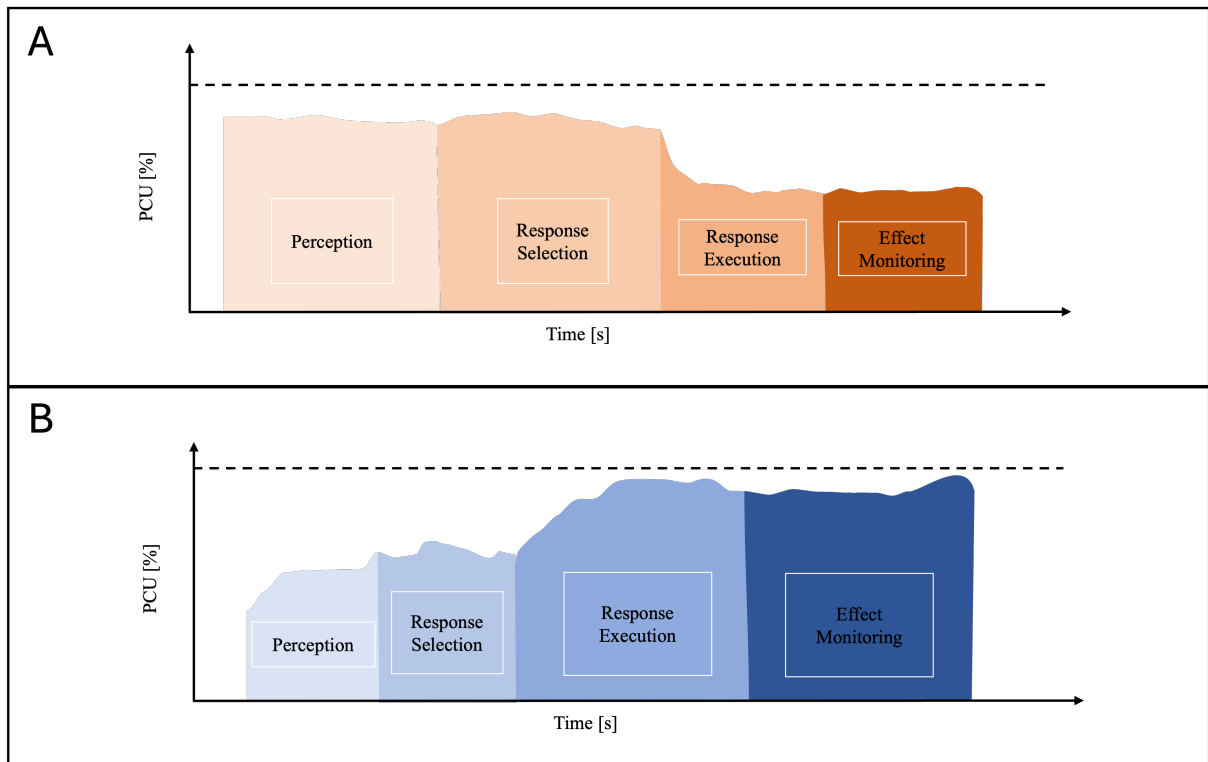 A
PCU [%]
Perception
Response
Selection
Response
Execution
Effect
Monitoring
Time [s]
B
PCU [%]
Perception
Response
Selection
Response
Execution
Effect
Monitoring
Time [s]